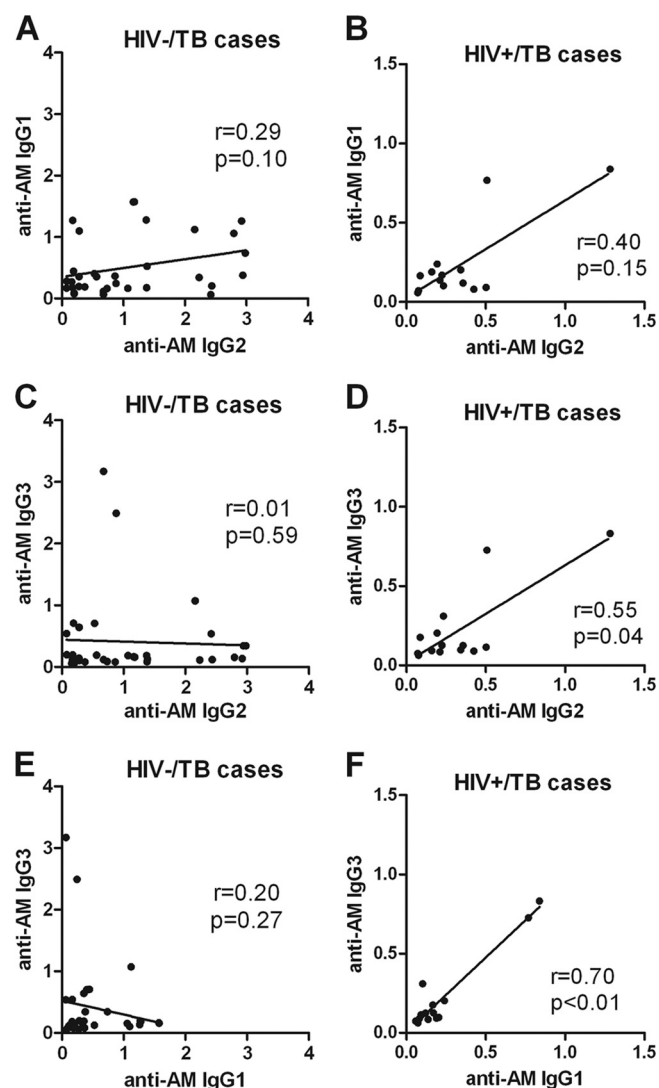 A
HIV-/TB cases
4
3
2
1
0
0
1
2
3
4
anti-AM IgG1
anti-AM IgG2
r=0.29
p=0.10
B
HIV+/TB cases
1.5
1.0
0.5
0.0
0.0
0.5
1.0
1.5
anti-AM IgG1
anti-AM IgG2
r=0.40
p=0.15
C
HIV-/TB cases
4
3
2
1
0
0
1
2
3
4
anti-AM IgG3
anti-AM IgG2
r=0.01
p=0.59
D
HIV+/TB cases
1.5
1.0
0.5
0.0
0.0
0.5
1.0
1.5
anti-AM IgG3
anti-AM IgG2
r=0.55
p=0.04
E
HIV-/TB cases
4
3
2
1
0
0
1
2
3
4
anti-AM IgG3
anti-AM IgG1
r=0.20
p=0.27
F
HIV+/TB cases
1.5
1.0
0.5
0.0
0.0
0.5
1.0
1.5
anti-AM IgG3
anti-AM IgG1
r=0.70
p<0.01